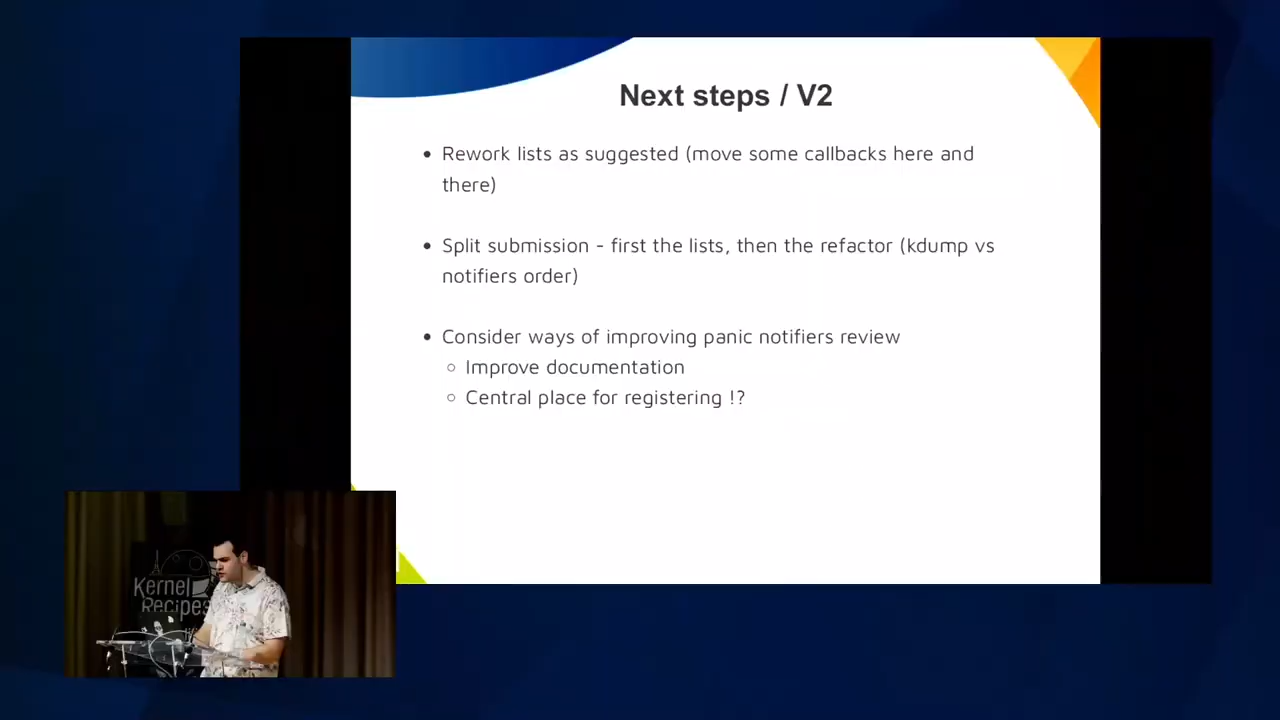 Next steps / V2
• Rework lists as suggested (move some callbacks here and
there)
• Split submission - first the lists, then the refactor (kdump vs
notifiers order)
• Consider ways of improving panic notifiers review
○ Improve documentation
○ Central place for registering !?
Kernel
Recipes